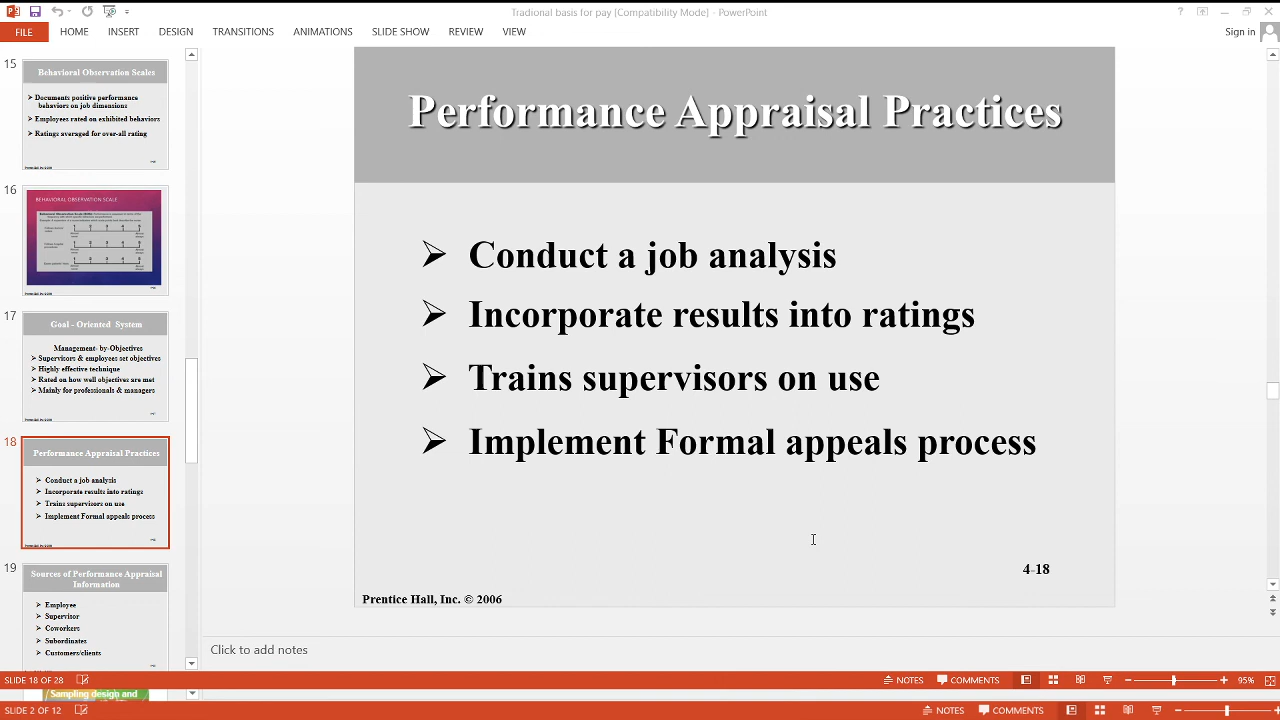 Tradional basis for pay [Compatibility Mode] - PowerPoint
FILE HOME INSERT DESIGN TRANSITIONS ANIMATIONS SLIDE SHOW REVIEW VIEW Sign in
15
Behavioral Observation Scales
Documents positive performance
behaviors on job dimensions
Employees rated on exhibited behaviors
Ratings averaged for over-all rating
16
BEHAVIORAL OBSERVATION SCALE
17
Goal - Oriented System
Management- by-Objectives
Supervisors & employees set objectives
Highly effective technique
Rated on how well objectives are met
Mainly for professionals & managers
18
Performance Appraisal Practices
Conduct a job analysis
Incorporate results into ratings
Trains supervisors on use
Implement Formal appeals process
19
Sources of Performance Appraisal
Information
Employee
Supervisor
Coworkers
Subordinates
Customers/clients
Performance Appraisal Practices
Conduct a job analysis
Incorporate results into ratings
Trains supervisors on use
Implement Formal appeals process
4-18
Prentice Hall, Inc. © 2006
Click to add notes
SLIDE 18 OF 28 NOTES COMMENTS 95%
Sampling design and
SLIDE 2 OF 12 NOTES COMMENTS